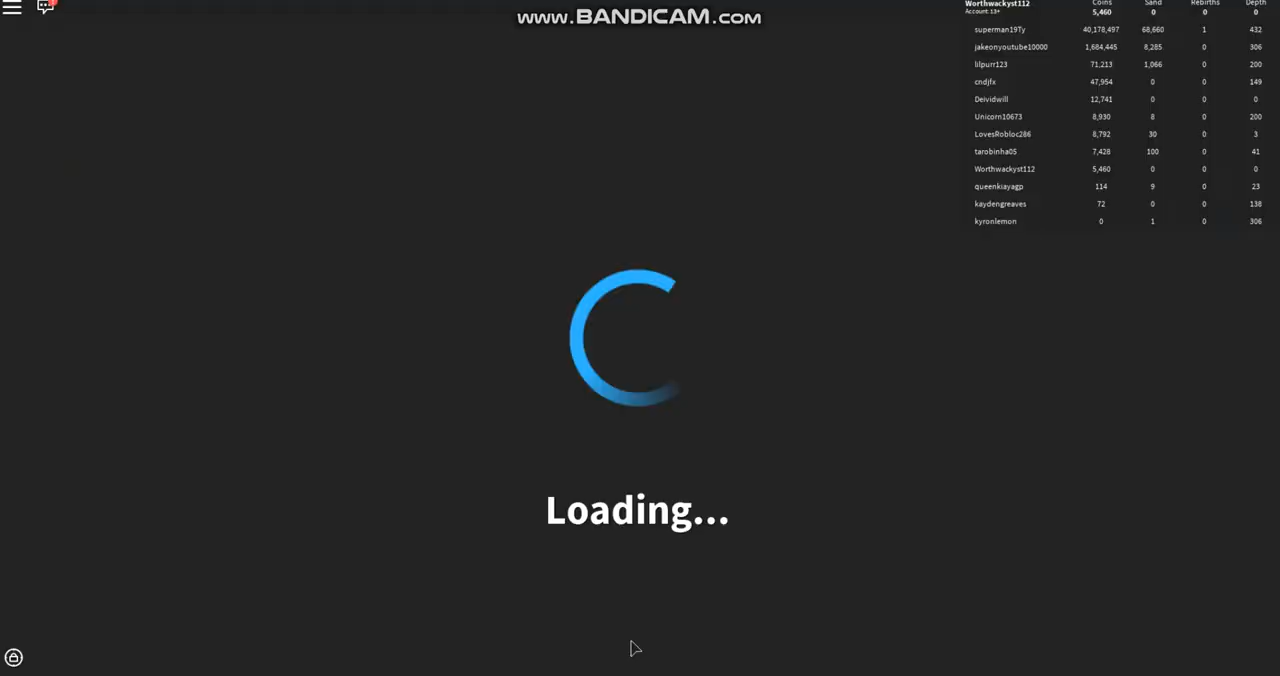 www.BANDICAM.com
Worthwackyst112 Coins Sand Rebirths Depth
Account: 13+ 5,460 0 0 0
superman19Ty 40,178,497 68,660 1 432
jakeonyoutube10000 1,684,445 8,285 0 306
lilpurr123 71,213 1,066 0 200
cndjfx 47,954 0 0 149
Deividwill 12,741 0 0 0
Unicorn10673 8,930 8 0 200
LovesRobloc286 8,792 30 0 3
tarobinha05 7,428 100 0 41
Worthwackyst112 5,460 0 0 0
queenkiayagp 114 9 0 23
kaydengreaves 72 0 0 138
kyronlemon 0 1 0 306
Loading...